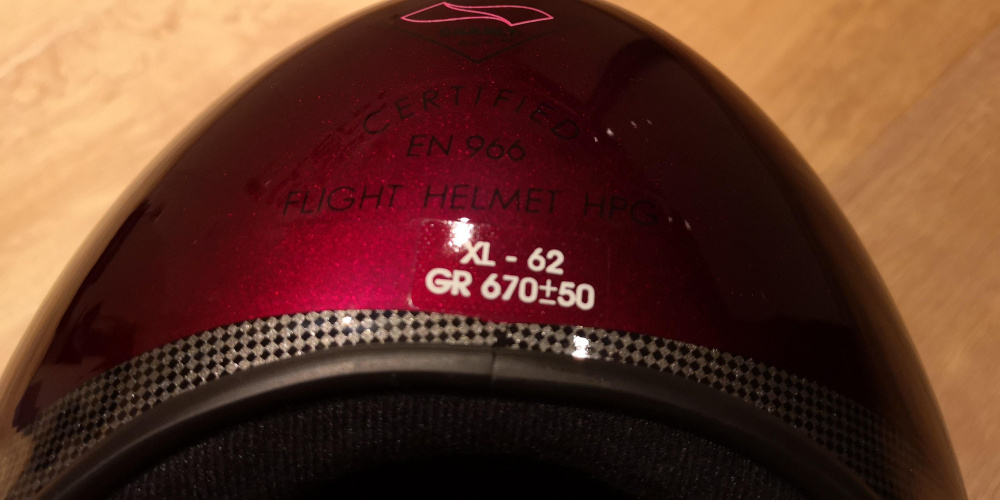 CERTIFIED
EN 966
FLIGHT HELMET HPG
XL - 62
GR 670±50